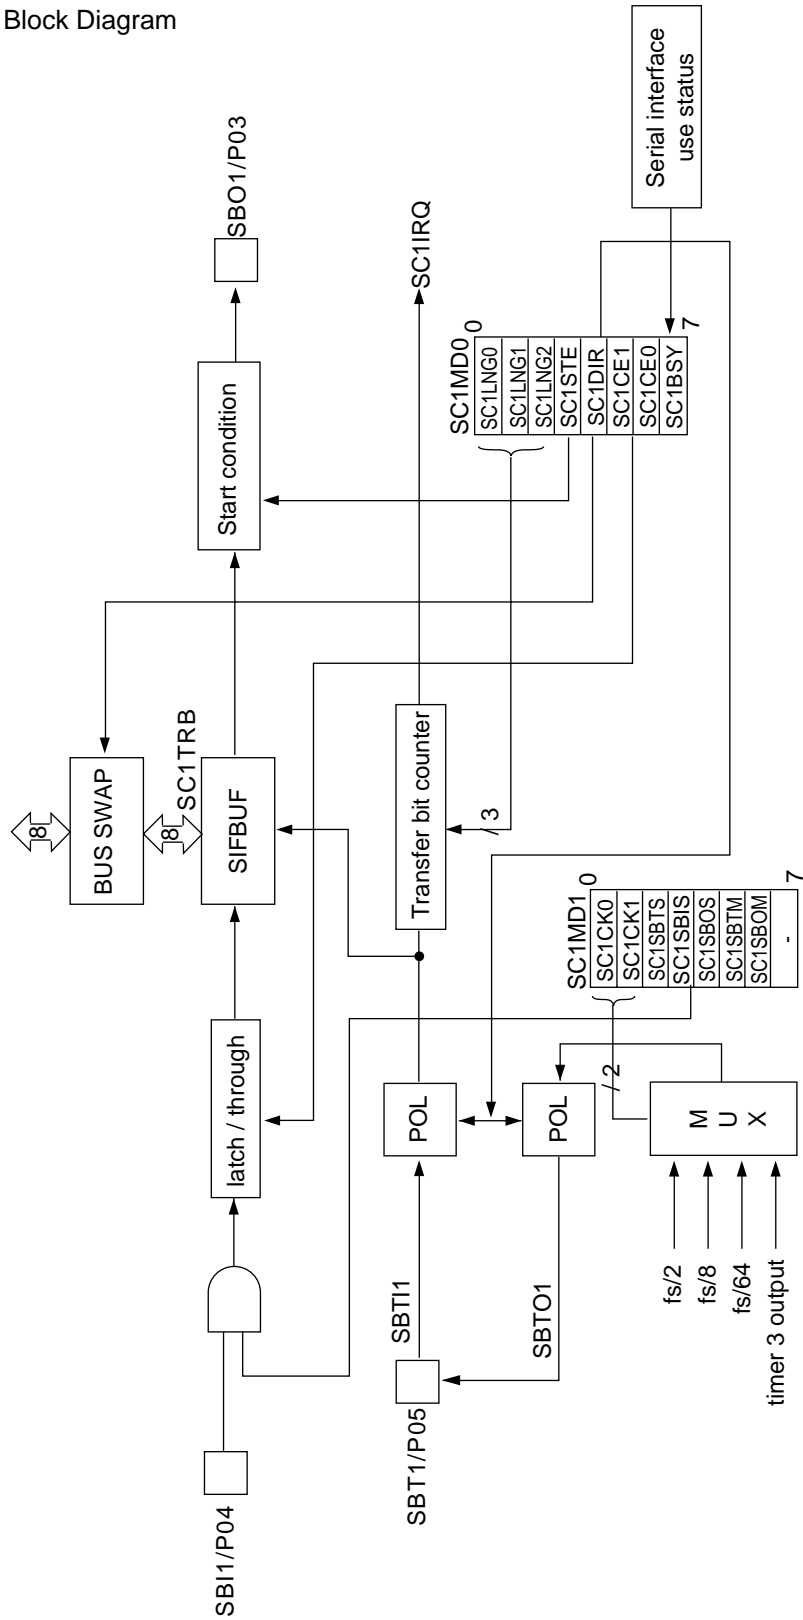 Block Diagram
SBO1/P03
SC1IRQ
Serial interface
use status
Start condition
SC1MD0
0
SC1LNG0
SC1LNG1
SC1LNG2
SC1STE
SC1DIR
SC1CE1
SC1CE0
SC1BSY
7
8
BUS SWAP
8
SC1TRB
SIFBUF
Transfer bit counter
3
SC1MD1
0
SC1CK0
SC1CK1
SC1SBTS
SC1SBIS
SC1SBOS
SC1SBTM
SC1SBOM
-
7
latch / through
POL
POL
/ 2
M
U
X
SBTI1
SBTO1
fs/2
fs/8
fs/64
timer 3 output
SBI1/P04
SBT1/P05